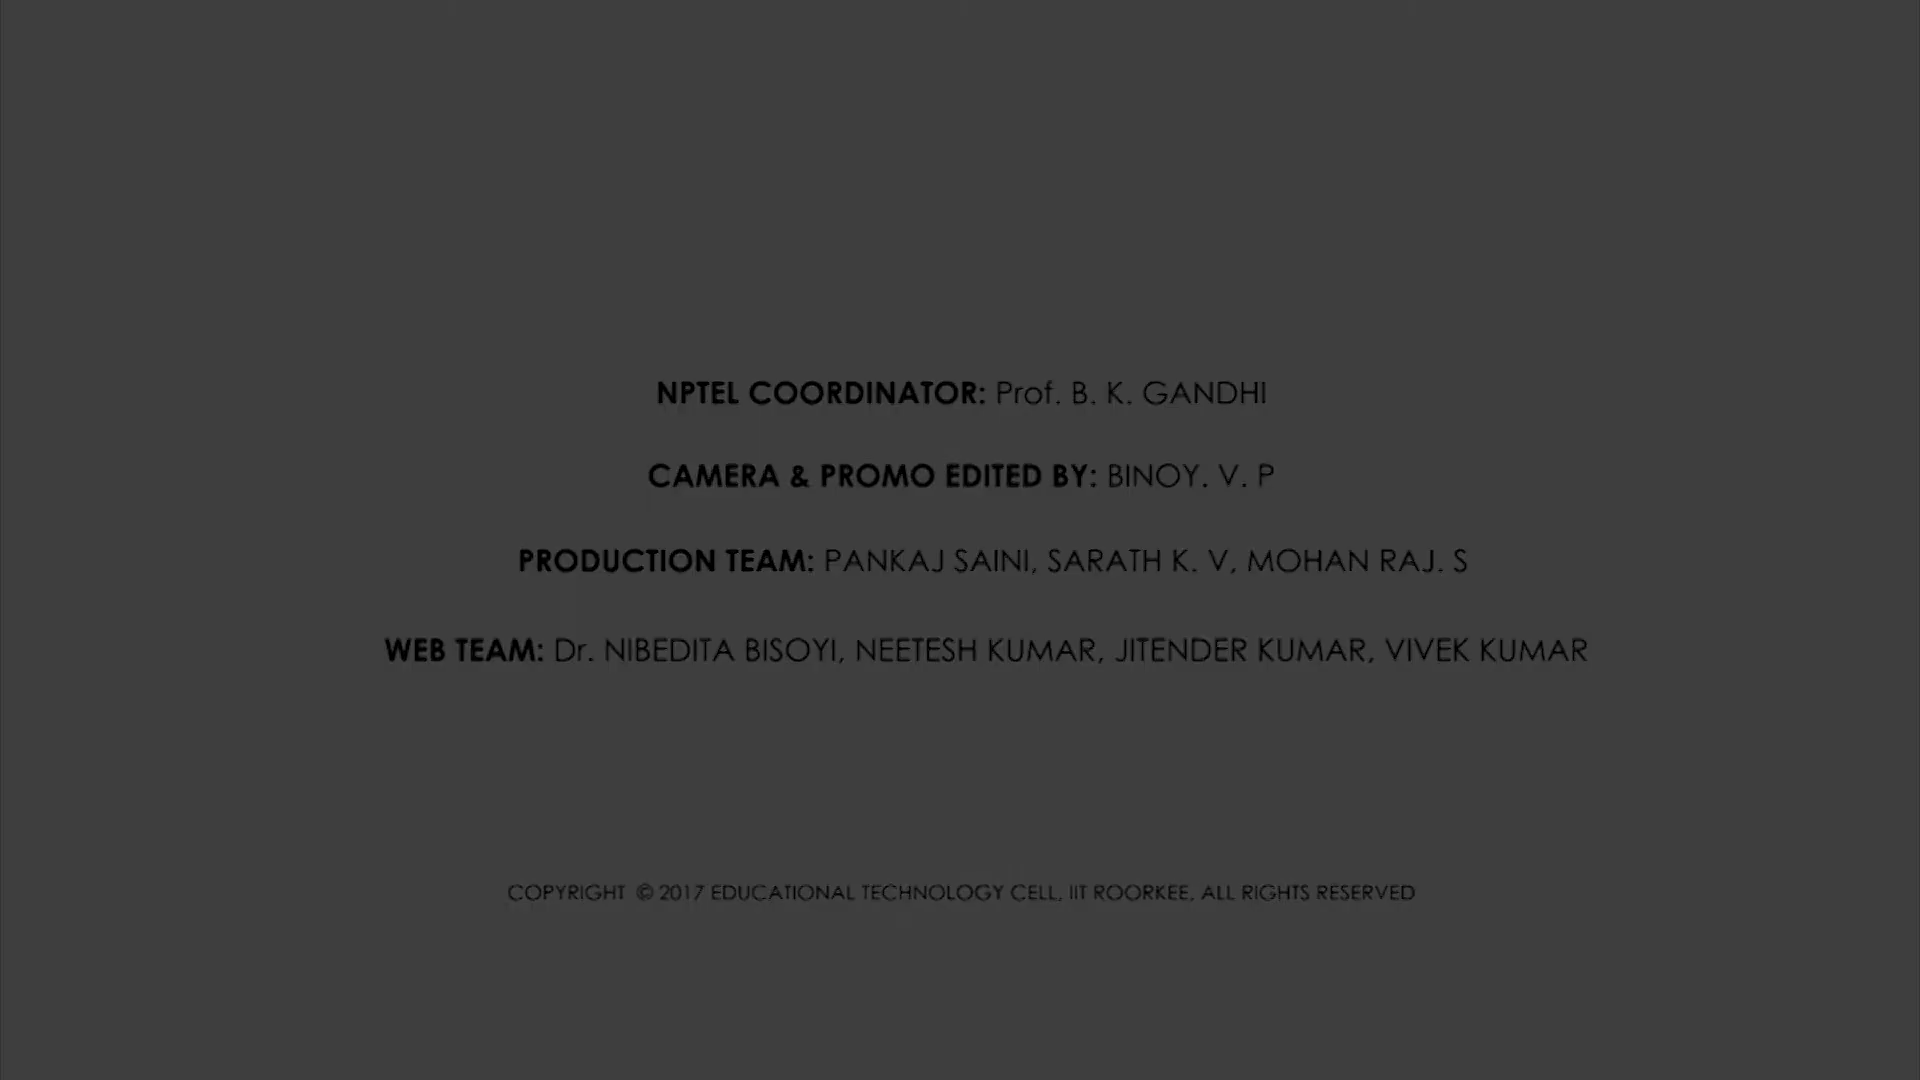 NPTEL COORDINATOR: Prof. B. K. GANDHI
CAMERA & PROMO EDITED BY: BINOY. V. P
PRODUCTION TEAM: PANKAJ SAINI, SARATH K. V, MOHAN RAJ. S
WEB TEAM: Dr. NIBEDITA BISOYI, NEETESH KUMAR, JITENDER KUMAR, VIVEK KUMAR
COPYRIGHT © 2017 EDUCATIONAL TECHNOLOGY CELL, IIT ROORKEE, ALL RIGHTS RESERVED